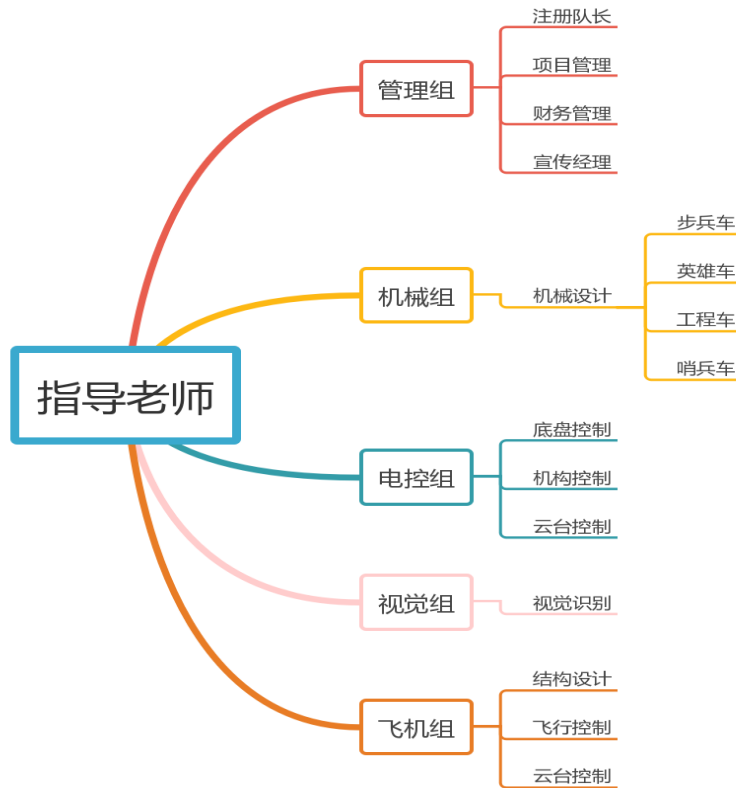 指导老师
管理组
注册队长
项目管理
财务管理
宣传经理
机械组
机械设计
步兵车
英雄车
工程车
哨兵车
电控组
底盘控制
机构控制
云台控制
视觉组
视觉识别
飞机组
结构设计
飞行控制
云台控制